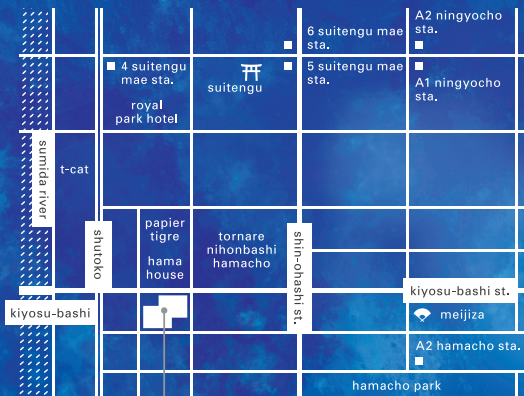 A2 ningyocho
sta.
6 suitengu mae
sta.
4 suitengu
mae sta.
suitengu
5 suitengu mae
sta.
A1 ningyocho
sta.
royal
park hotel
sumida river
t-cat
shutoko
papier
tigre
hama
house
tornare
nihonbashi
hamacho
shin-ohashi st.
kiyosu-bashi st.
kiyosu-bashi
meijiza
A2 hamacho sta.
hamacho park